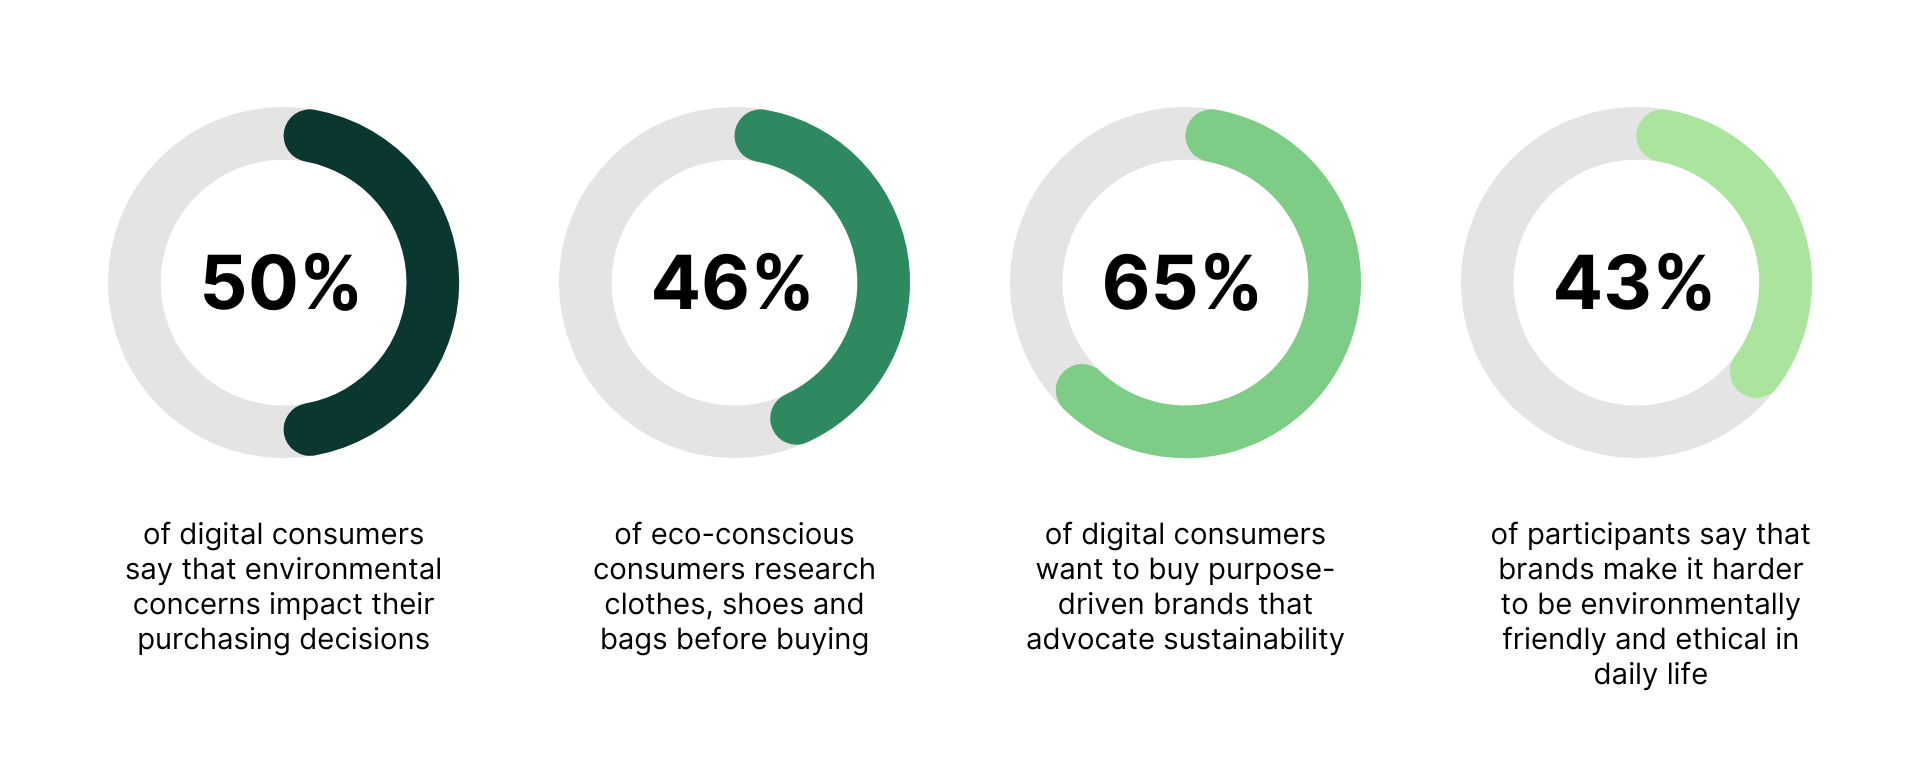 50%
of digital consumers
say that environmental
concerns impact their
purchasing decisions
46%
of eco-conscious
consumers research
clothes, shoes and
bags before buying
65%
of digital consumers
want to buy purpose-
driven brands that
advocate sustainability
43%
of participants say that
brands make it harder
to be environmentally
friendly and ethical in
daily life